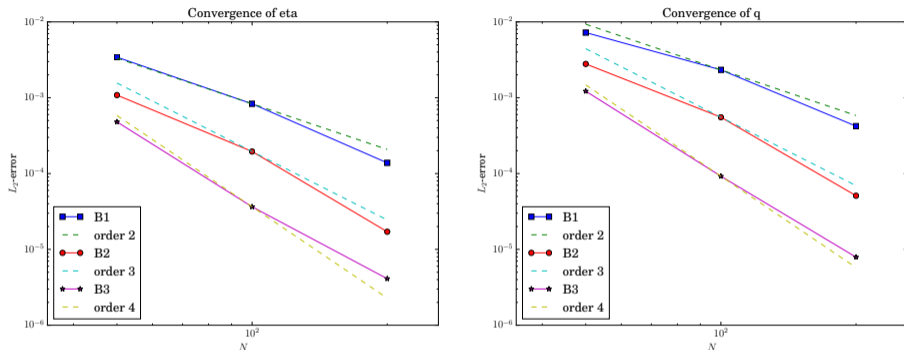 Convergence of eta
10^-2
10^-3
10^-4
10^-5
10^-6
L_2-error
10^2
N
B1
order 2
B2
order 3
B3
order 4
Convergence of q
10^-2
10^-3
10^-4
10^-5
10^-6
L_2-error
10^2
N
B1
order 2
B2
order 3
B3
order 4